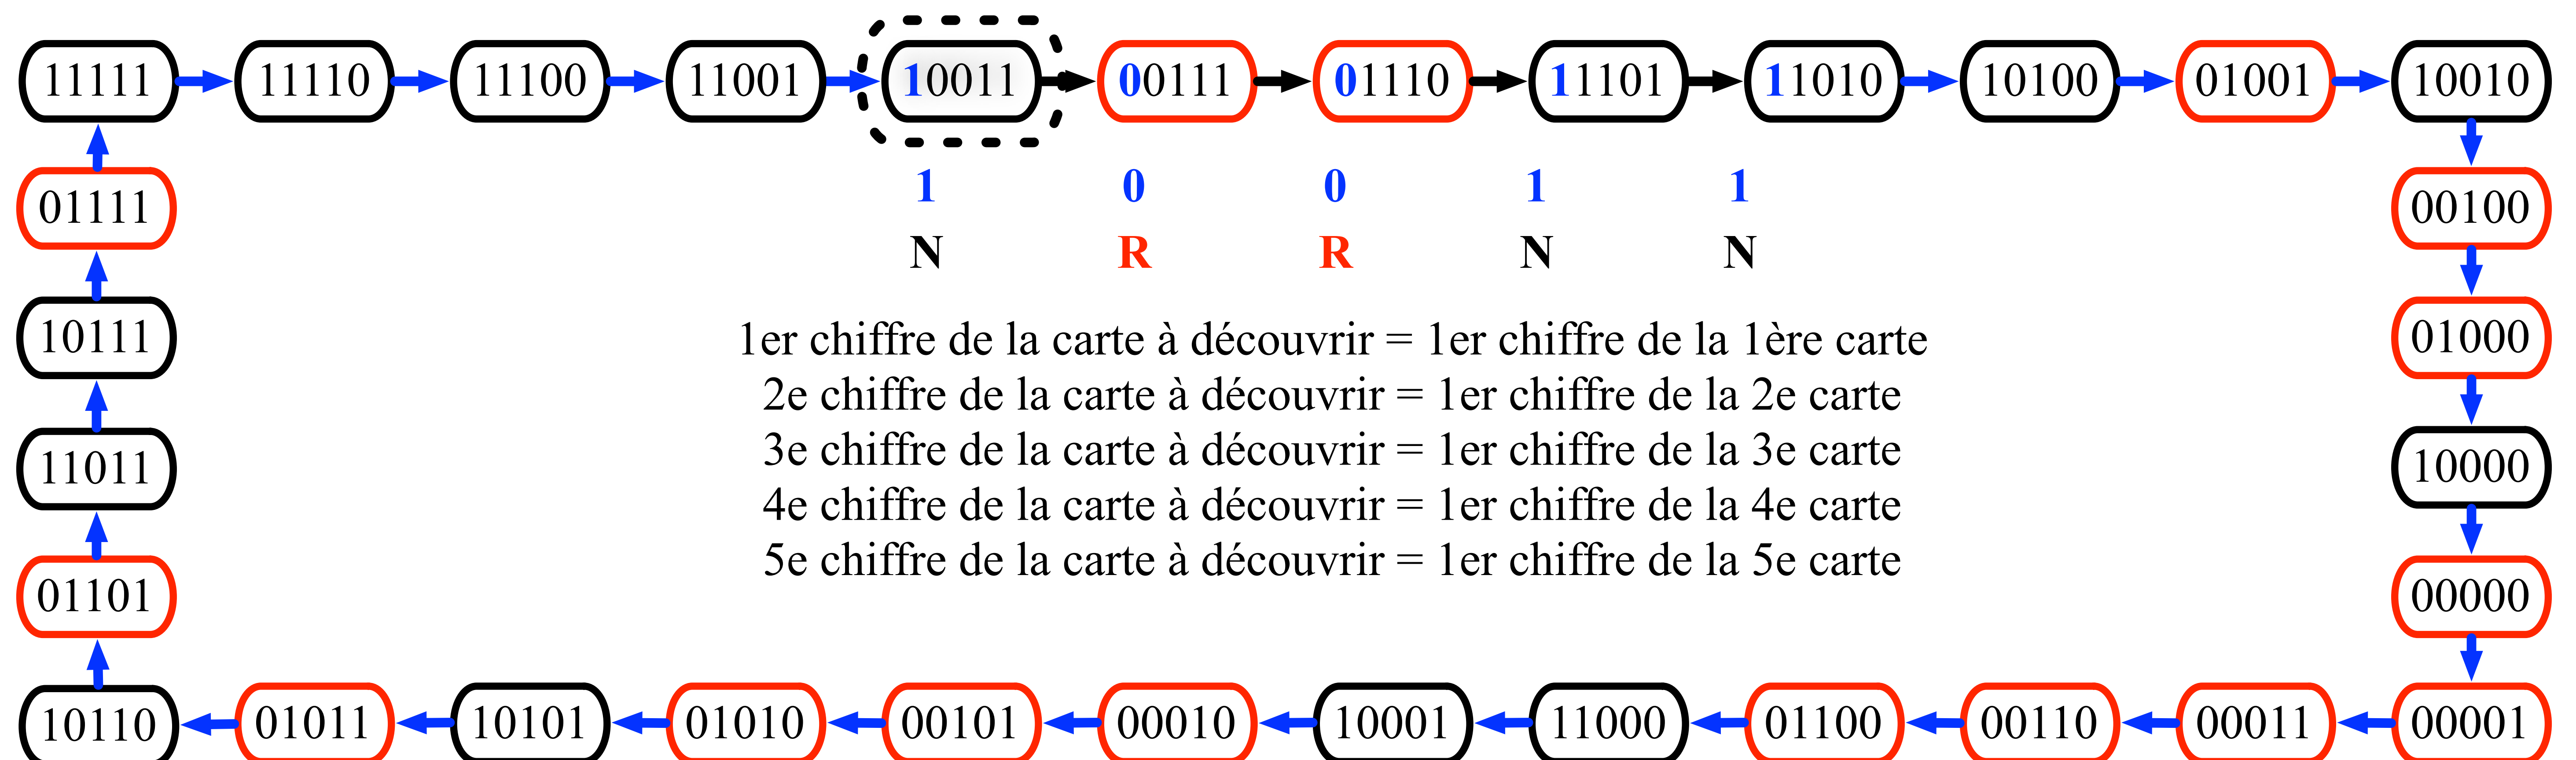 11111 11110 11100 11001 10011 00111 01110 11101 11010 10100 01001 10010
01111 1 0 0 1 1 00100
N R R N N
10111 1er chiffre de la carte à découvrir = 1er chiffre de la 1ère carte 01000
2e chiffre de la carte à découvrir = 1er chiffre de la 2e carte
11011 3e chiffre de la carte à découvrir = 1er chiffre de la 3e carte 10000
4e chiffre de la carte à découvrir = 1er chiffre de la 4e carte
01101 5e chiffre de la carte à découvrir = 1er chiffre de la 5e carte 00000
10110 01011 10101 01010 00101 00010 10001 11000 01100 00110 00011 00001